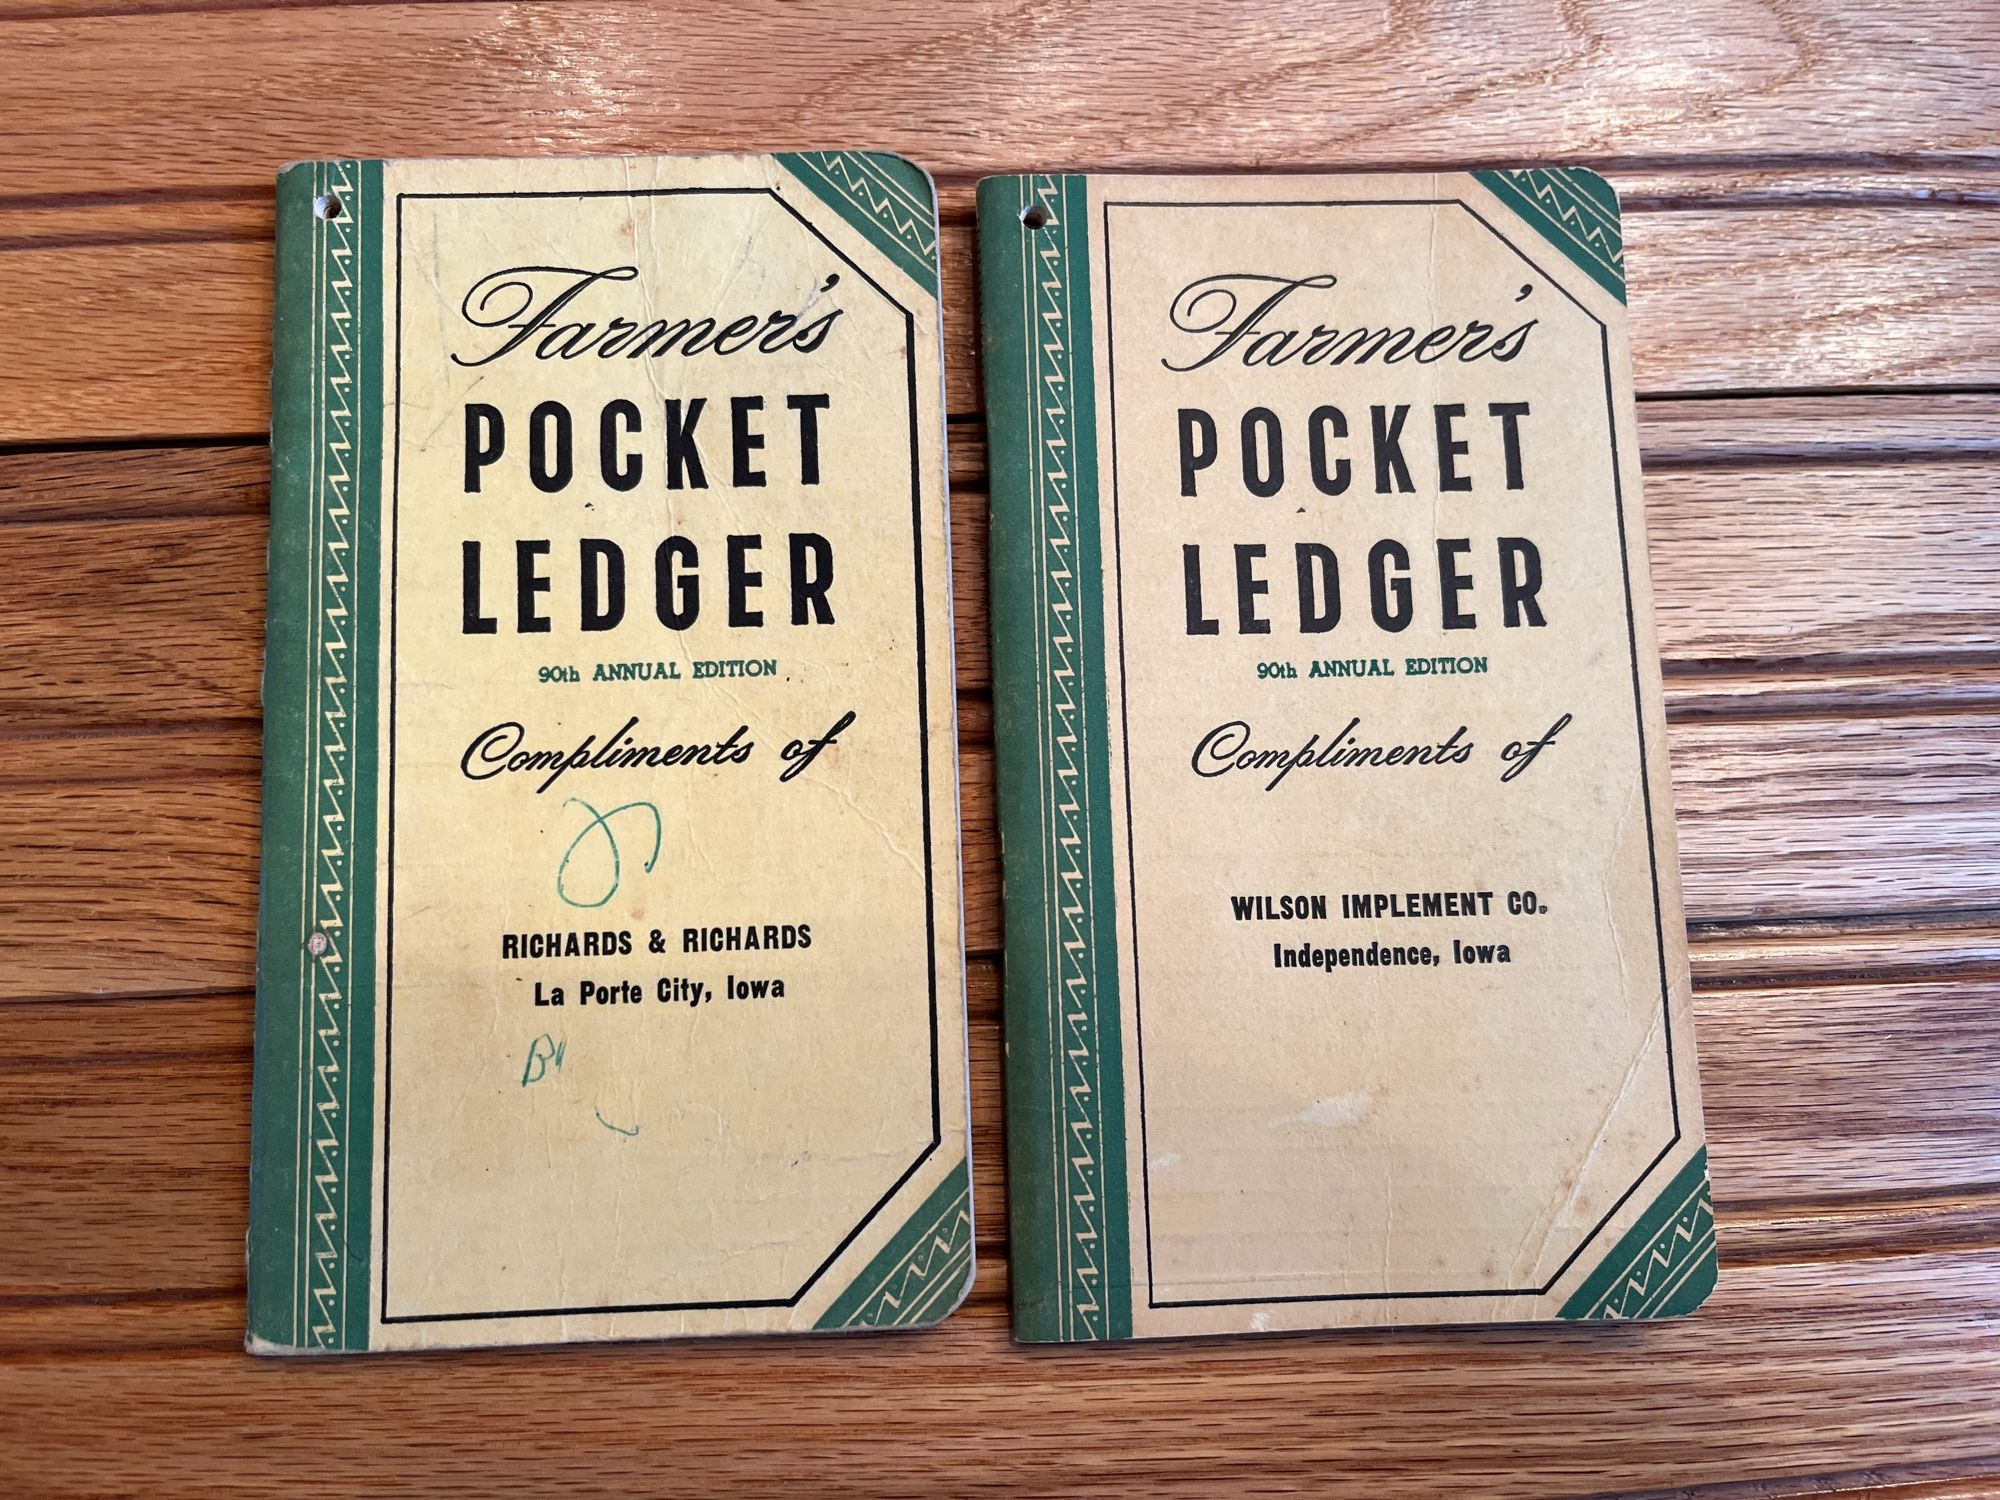 Farmer's
POCKET
LEDGER
90th ANNUAL EDITION
Compliments of
RICHARDS & RICHARDS
La Porte City, Iowa
By
Farmer's
POCKET
LEDGER
90th ANNUAL EDITION
Compliments of
WILSON IMPLEMENT CO.
Independence, Iowa